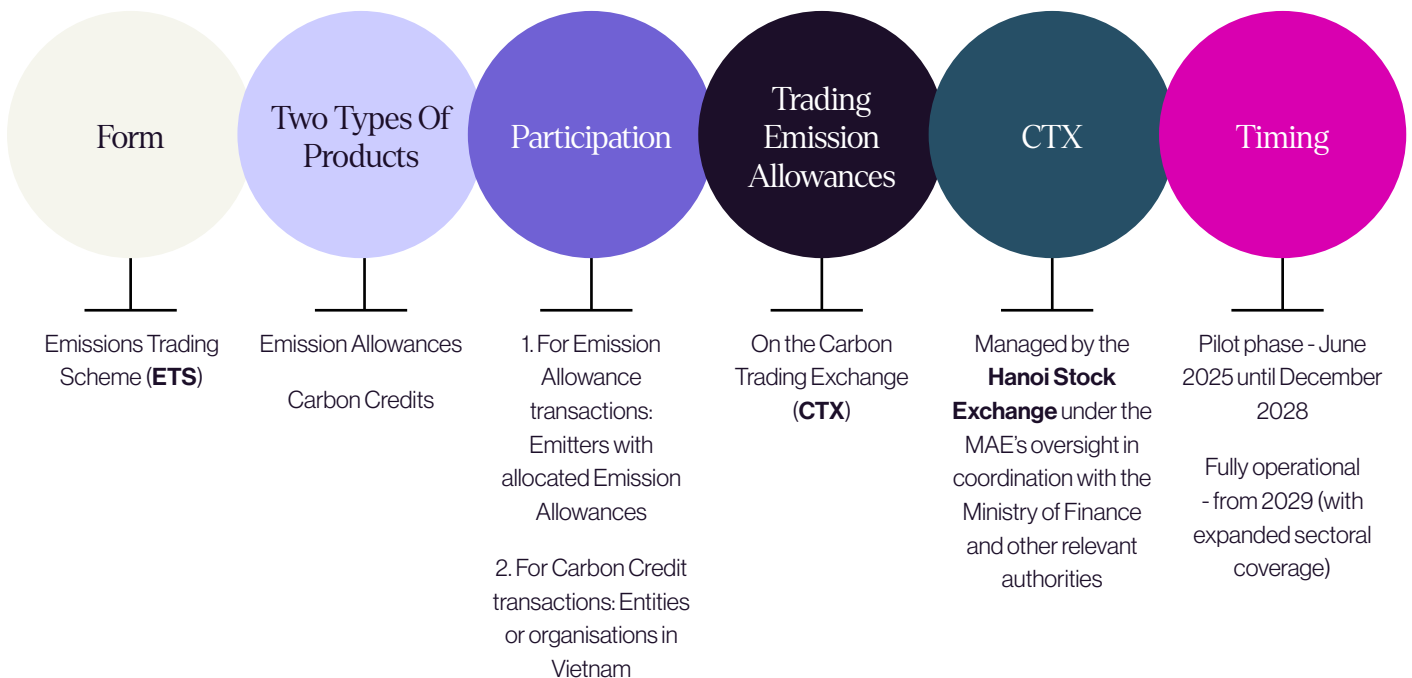 Form
Two Types Of
Products
Participation
Trading
Emission
Allowances
CTX
Timing
Emissions Trading
Scheme (ETS)
Emission Allowances
Carbon Credits
1. For Emission
Allowance
transactions:
Emitters with
allocated Emission
Allowances
2. For Carbon Credit
transactions: Entities
or organisations in
Vietnam
On the Carbon
Trading Exchange
(CTX)
Managed by the
Hanoi Stock
Exchange under the
MAE’s oversight in
coordination with the
Ministry of Finance
and other relevant
authorities
Pilot phase - June
2025 until December
2028
Fully operational
- from 2029 (with
expanded sectoral
coverage)